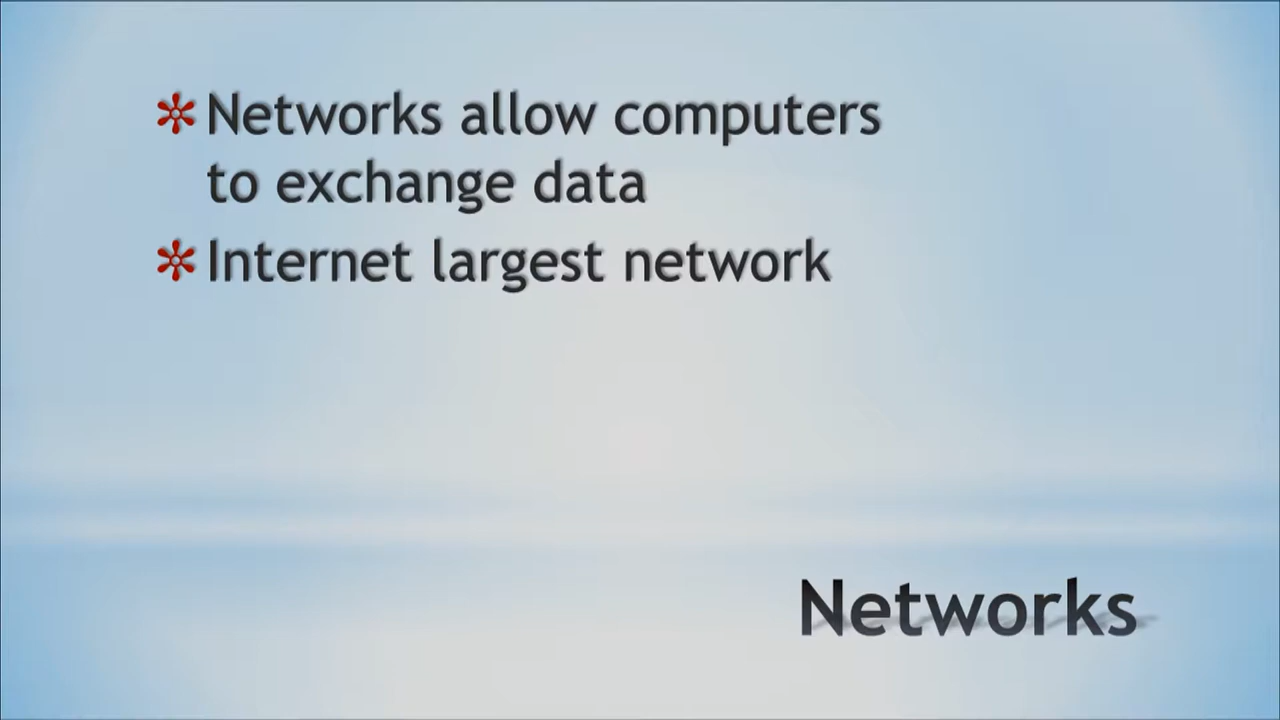 Networks allow computers
to exchange data
Internet largest network
Networks